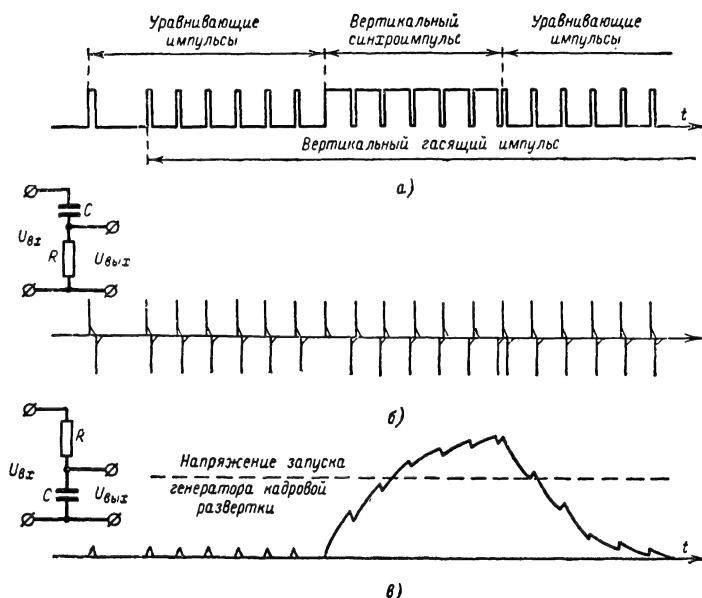 Уравнивающие
импульсы
Вертикальный
синхроимпульс
Уравнивающие
импульсы
t
Вертикальный гасящий импульс
а)
C
Uвх
R
Uвых
б)
R
Uвх
C
Uвых
Напряжение запуска
генератора кадровой
развертки
t
в)